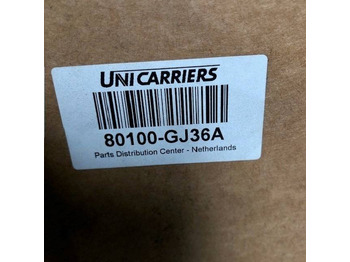 UNICARRIERS
80100-GJ36A
Parts Distribution Center - Netherlands